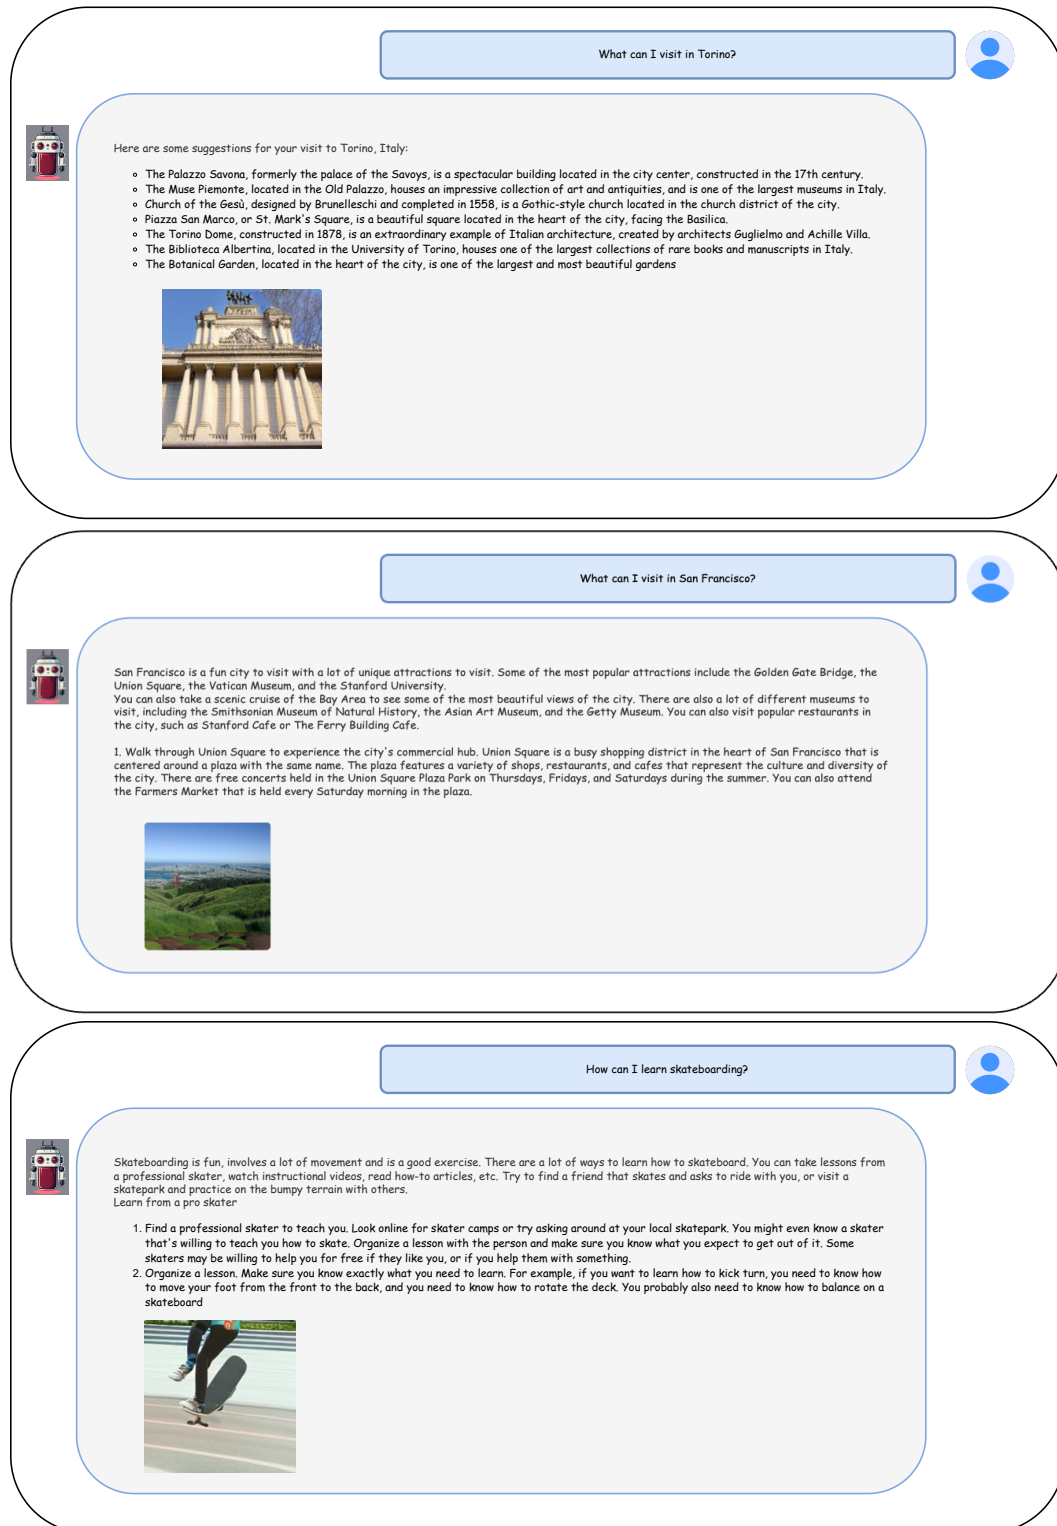 What can I visit in Torino?
Here are some suggestions for your visit to Torino, Italy:
The Palazzo Savona, formerly the palace of the Savoys, is a spectacular building located in the city center, constructed in the 17th century.
The Muse Piemonte, located in the Old Palazzo, houses an impressive collection of art and antiquities, and is one of the largest museums in Italy.
Church of the Gesù, designed by Brunelleschi and completed in 1558, is a Gothic-style church located in the church district of the city.
Piazza San Marco, or St. Mark's Square, is a beautiful square located in the heart of the city, facing the Basilica.
The Torino Dome, constructed in 1878, is an extraordinary example of Italian architecture, created by architects Guglielmo and Achille Villa.
The Biblioteca Albertina, located in the University of Torino, houses one of the largest collections of rare books and manuscripts in Italy.
The Botanical Garden, located in the heart of the city, is one of the largest and most beautiful gardens
What can I visit in San Francisco?
San Francisco is a fun city to visit with a lot of unique attractions to visit. Some of the most popular attractions include the Golden Gate Bridge, the
Union Square, the Vatican Museum, and the Stanford University.
You can also take a scenic cruise of the Bay Area to see some of the most beautiful views of the city. There are also a lot of different museums to
visit, including the Smithsonian Museum of Natural History, the Asian Art Museum, and the Getty Museum. You can also visit popular restaurants in
the city, such as Stanford Cafe or The Ferry Building Cafe.
1. Walk through Union Square to experience the city's commercial hub. Union Square is a busy shopping district in the heart of San Francisco that is
centered around a plaza with the same name. The plaza features a variety of shops, restaurants, and cafes that represent the culture and diversity of
the city. There are free concerts held in the Union Square Plaza Park on Thursdays, Fridays, and Saturdays during the summer. You can also attend
the Farmers Market that is held every Saturday morning in the plaza.
How can I learn skateboarding?
Skateboarding is fun, involves a lot of movement and is a good exercise. There are a lot of ways to learn how to skateboard. You can take lessons from
a professional skater, watch instructional videos, read how-to articles, etc. Try to find a friend that skates and asks to ride with you, or visit a
skatepark and practice on the bumpy terrain with others.
Learn from a pro skater
1. Find a professional skater to teach you. Look online for skater camps or try asking around at your local skatepark. You might even know a skater
that's willing to teach you how to skate. Organize a lesson with the person and make sure you know what you expect to get out of it. Some
skaters may be willing to help you for free if they like you, or if you help them with something.
2. Organize a lesson. Make sure you know exactly what you need to learn. For example, if you want to learn how to kick turn, you need to know how
to move your foot from the front to the back, and you need to know how to rotate the deck. You probably also need to know how to balance on a
skateboard